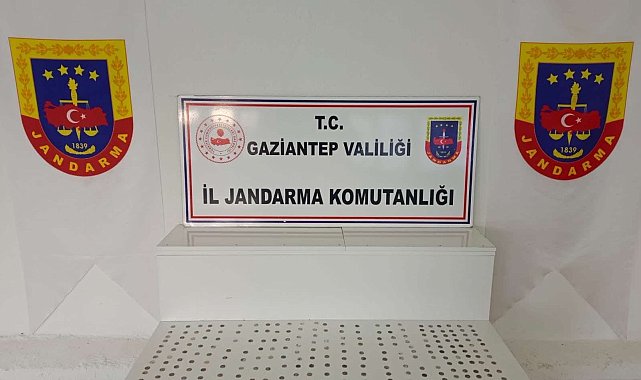 JANDARMA
1839
T.C.
GAZİANTEP VALİLİĞİ
İL JANDARMA KOMUTANLIĞI
JANDARMA
1839